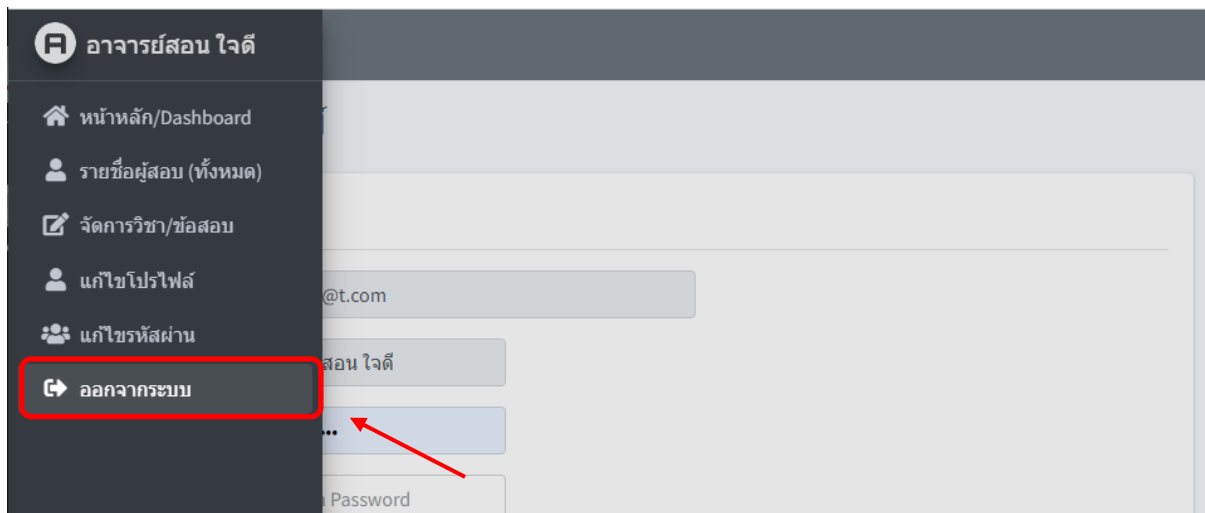 อาจารย์สอน ใจดี
หน้าหลัก/Dashboard
รายชื่อผู้สอบ (ทั้งหมด)
จัดการวิชา/ข้อสอบ
แก้ไขโปรไฟล์
@t.com
แก้ไขรหัสผ่าน
สอน ใจดี
ออกจากระบบ
Password